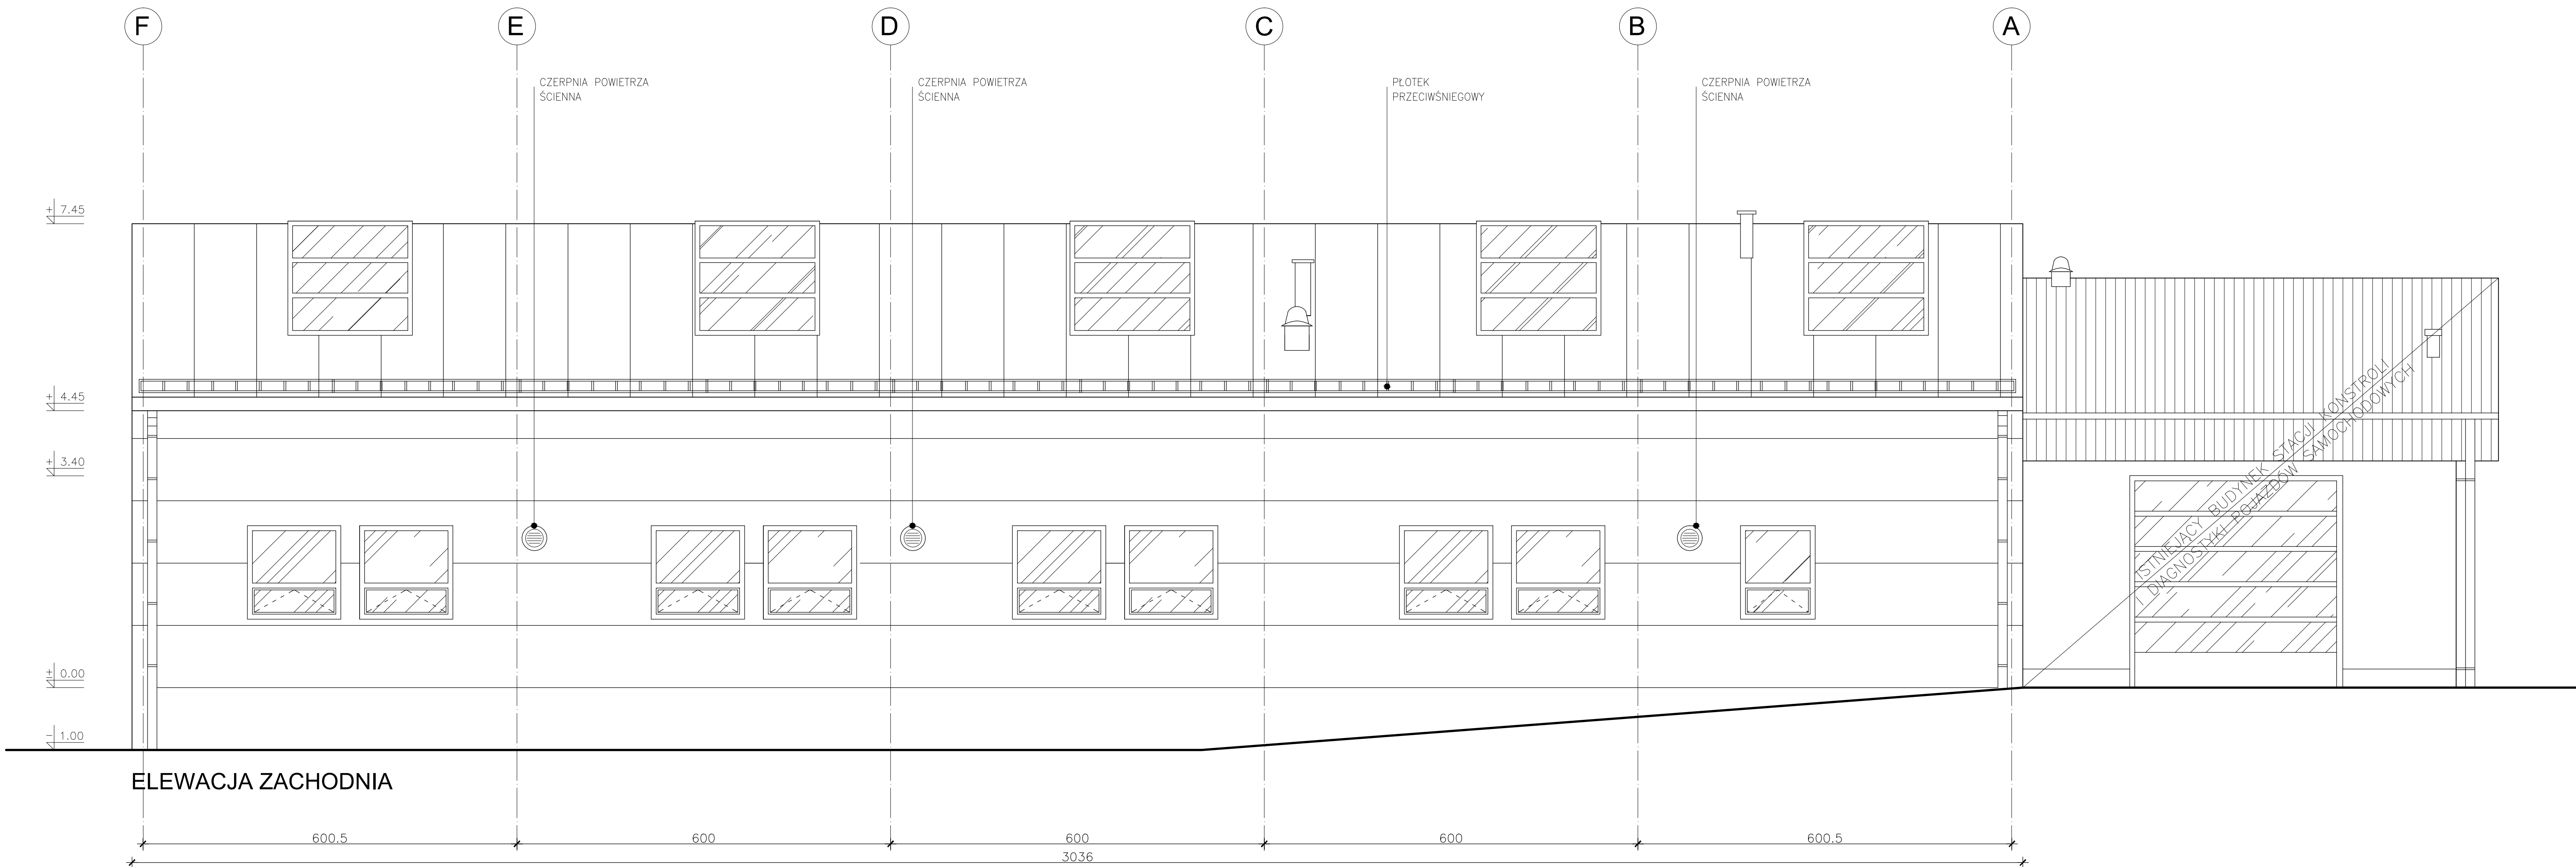 F E D C B A
CZERPNIA POWIETRZA
ŚCIENNA
CZERPNIA POWIETRZA
ŚCIENNA
PŁOTEK
PRZECIWŚNIEGOWY
CZERPNIA POWIETRZA
ŚCIENNA
+ 7.45
+ 4.45
+ 3.40
± 0.00
- 1.00
ISTNIEJĄCY BUDYNEK STACJI KONSTROLI
I DIAGNOSTYKI POJAZDÓW SAMOCHODOWYCH
ELEWACJA ZACHODNIA
600.5 600 600 600 600.5
3036